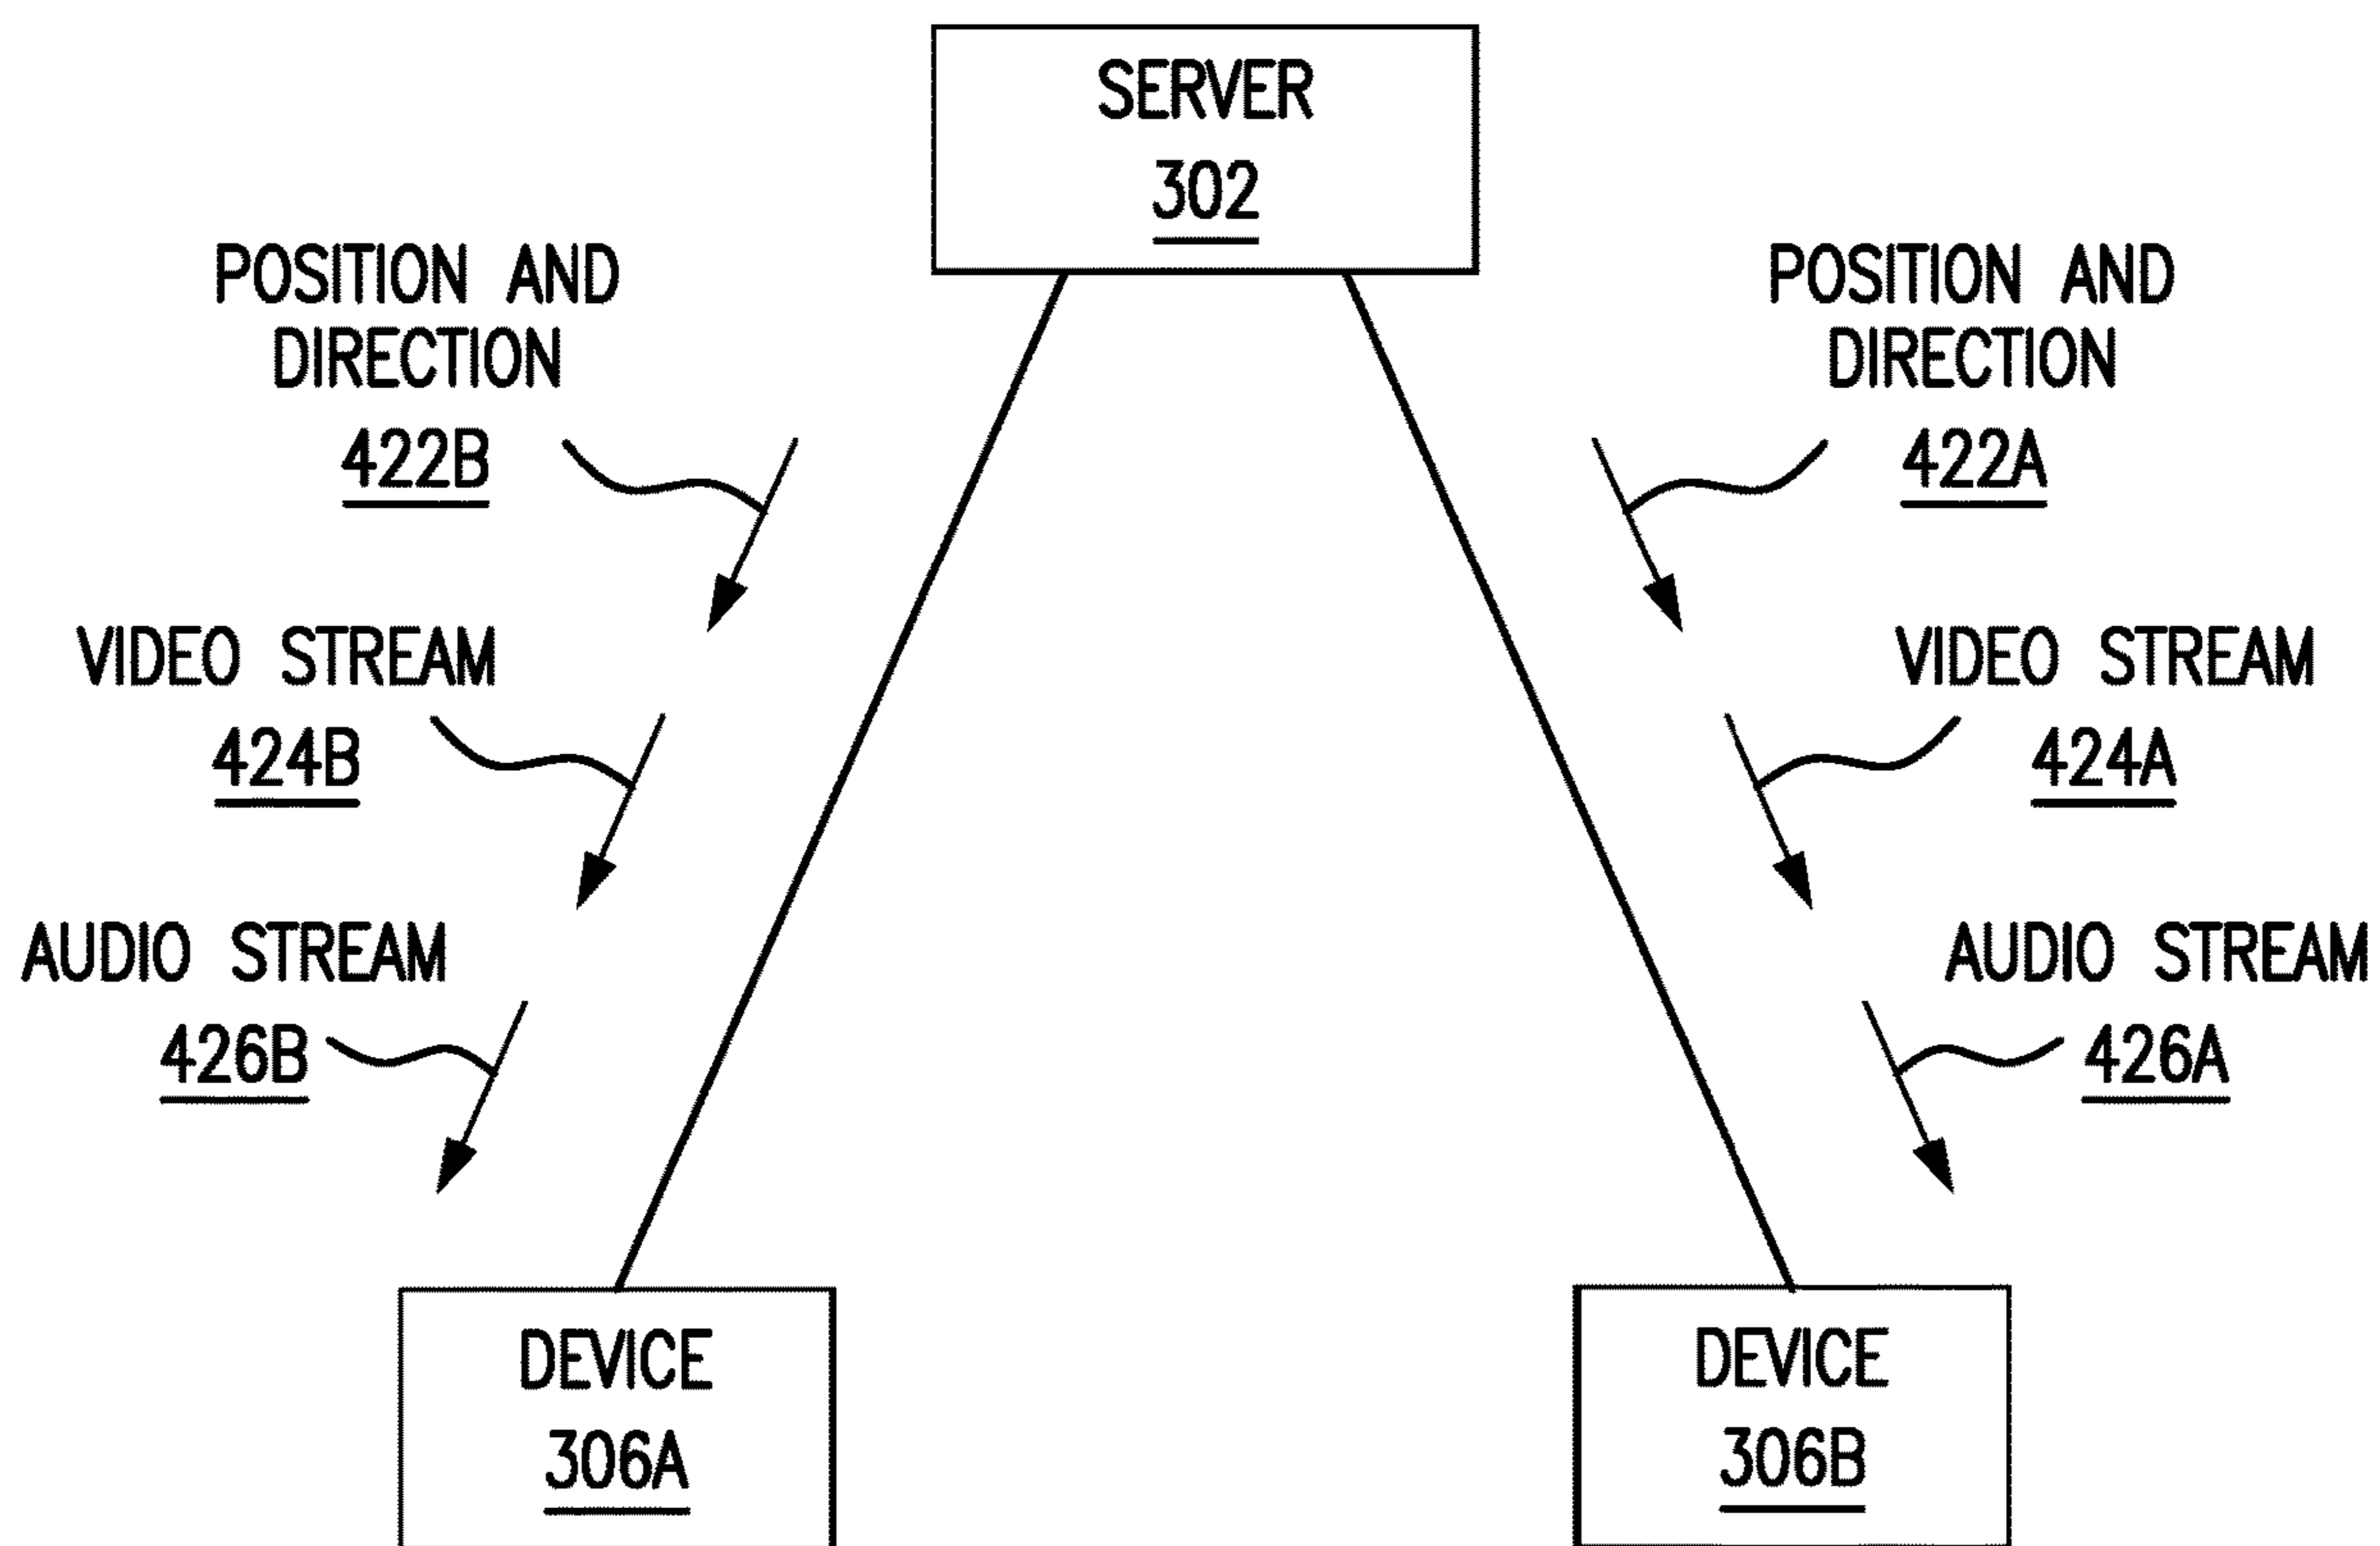 SERVER
302
POSITION AND
DIRECTION
422B
POSITION AND
DIRECTION
422A
VIDEO STREAM
424B
VIDEO STREAM
424A
AUDIO STREAM
426B
AUDIO STREAM
426A
DEVICE
306A
DEVICE
306B